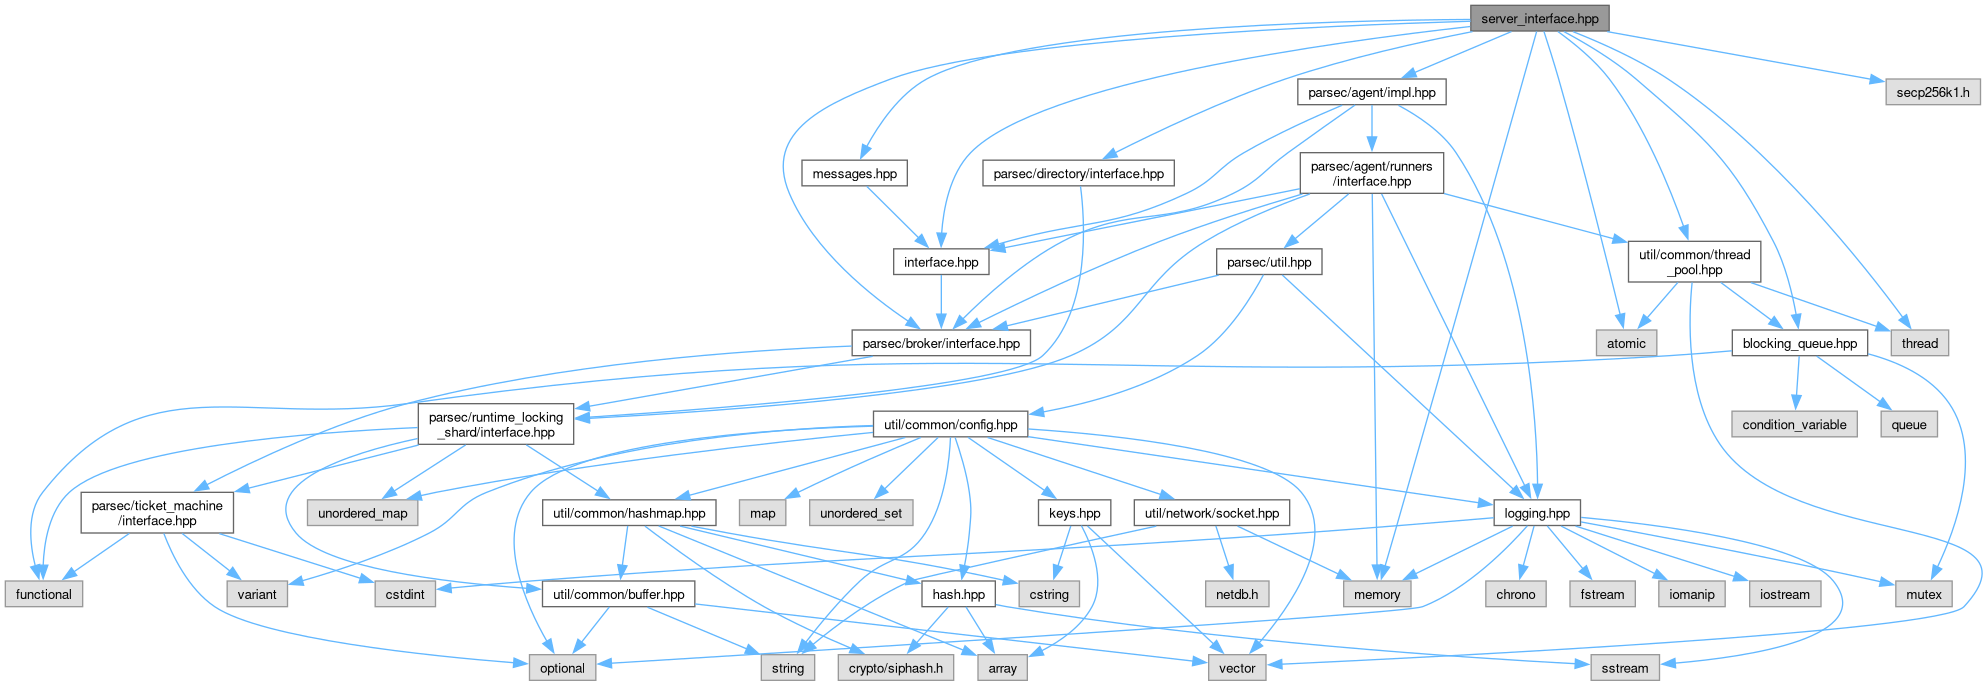 server_interface.hpp
parsec/agent/impl.hpp
secp256k1.h
messages.hpp
parsec/directory/interface.hpp
parsec/agent/runners
/interface.hpp
interface.hpp
parsec/util.hpp
util/common/thread
_pool.hpp
parsec/broker/interface.hpp
atomic
blocking_queue.hpp
thread
parsec/runtime_locking
_shard/interface.hpp
util/common/config.hpp
condition_variable
queue
parsec/ticket_machine
/interface.hpp
unordered_map
util/common/hashmap.hpp
map
unordered_set
keys.hpp
util/network/socket.hpp
logging.hpp
functional
variant
cstdint
util/common/buffer.hpp
hash.hpp
cstring
netdb.h
memory
chrono
fstream
iomanip
iostream
mutex
optional
string
crypto/siphash.h
array
vector
sstream